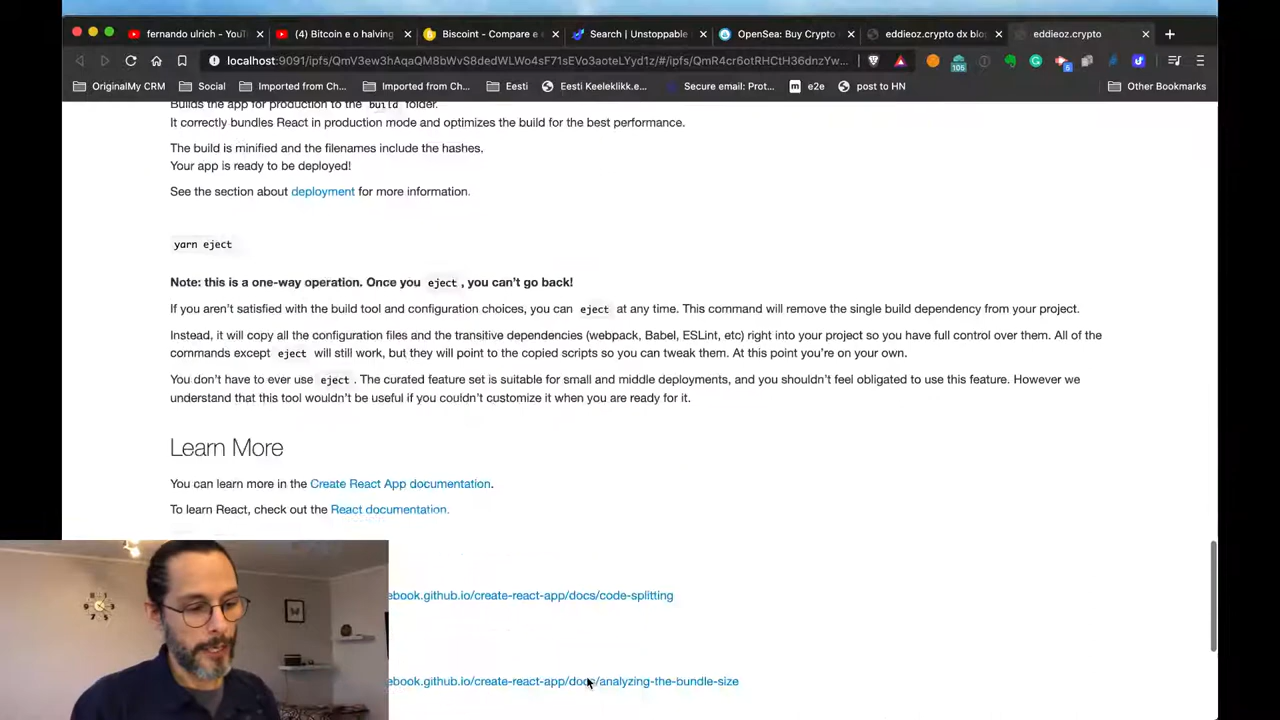 fernando ulrich - YouT
(4) Bitcoin e o halving
Biscoint - Compare e c
Search | Unstoppable
OpenSea: Buy Crypto
eddieoz.crypto dx blog
eddieoz.crypto
localhost:9091/ipfs/QmV3ew3hAqaQM8bWvS8dedWLWo4sF71sEVo3aoteLYyd1z/#/ipfs/QmR4cr6otRHCtH36dnzYw...
105
5
OriginalMy CRM
Social
Imported from Ch...
Imported from Ch...
Eesti
Eesti Keeleklikk.e...
Secure email: Prot...
m e2e
post to HN
Other Bookmarks
Builds the app for production to the build folder.
It correctly bundles React in production mode and optimizes the build for the best performance.
The build is minified and the filenames include the hashes.
Your app is ready to be deployed!
See the section about deployment for more information.
yarn eject
Note: this is a one-way operation. Once you eject, you can't go back!
If you aren't satisfied with the build tool and configuration choices, you can eject at any time. This command will remove the single build dependency from your project.
Instead, it will copy all the configuration files and the transitive dependencies (webpack, Babel, ESLint, etc) right into your project so you have full control over them. All of the
commands except eject will still work, but they will point to the copied scripts so you can tweak them. At this point you're on your own.
You don't have to ever use eject. The curated feature set is suitable for small and middle deployments, and you shouldn't feel obligated to use this feature. However we
understand that this tool wouldn't be useful if you couldn't customize it when you are ready for it.
Learn More
You can learn more in the Create React App documentation.
To learn React, check out the React documentation.
ebook.github.io/create-react-app/docs/code-splitting
ebook.github.io/create-react-app/docs/analyzing-the-bundle-size